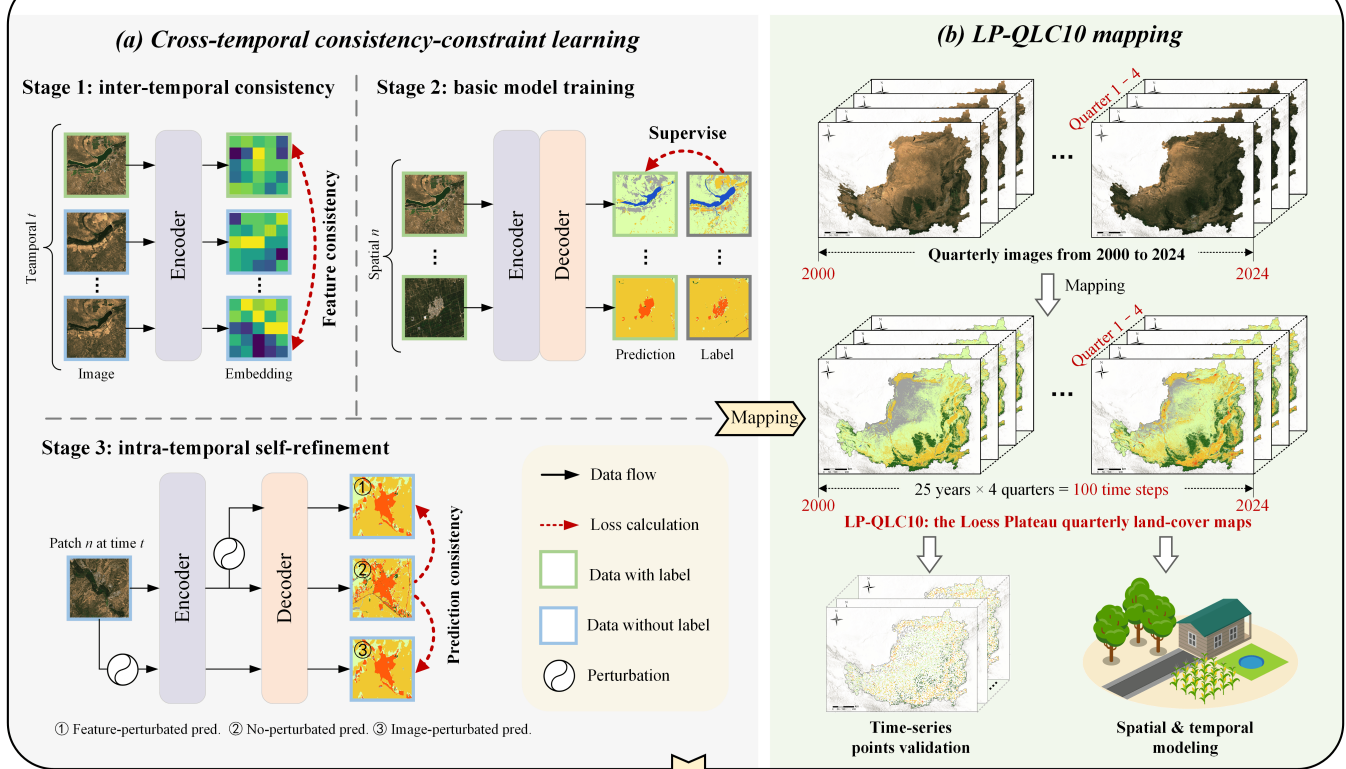 (a) Cross-temporal consistency-constraint learning
Stage 1: inter-temporal consistency
Teamporal t
Encoder
Feature consistency
Image
Embedding
Stage 2: basic model training
Supervise
Spatial n
Encoder
Decoder
Prediction
Label
Stage 3: intra-temporal self-refinement
Patch n at time t
Encoder
Decoder
①
②
③
Prediction consistency
① Feature-perturbated pred. ② No-perturbated pred. ③ Image-perturbated pred.
Data flow
Loss calculation
Data with label
Data without label
Perturbation
Mapping
(b) LP-QLC10 mapping
Quarter 1 - 4
...
Quarterly images from 2000 to 2024
2000
2024
Mapping
Quarter 1 - 4
...
25 years × 4 quarters = 100 time steps
2000
2024
LP-QLC10: the Loess Plateau quarterly land-cover maps
Time-series
points validation
Spatial & temporal
modeling